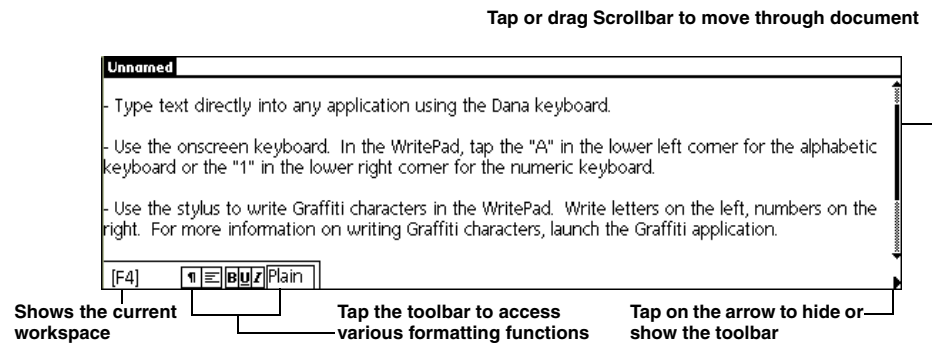 Tap or drag Scrollbar to move through document
Unnamed
- Type text directly into any application using the Dana keyboard.
- Use the onscreen keyboard.  In the WritePad, tap the "A" in the lower left corner for the alphabetic
keyboard or the "1" in the lower right corner for the numeric keyboard.
- Use the stylus to write Graffiti characters in the WritePad.  Write letters on the left, numbers on the
right.  For more information on writing Graffiti characters, launch the Graffiti application.
[F4] ¶ B U I Plain
Shows the current
workspace
Tap the toolbar to access
various formatting functions
Tap on the arrow to hide or
show the toolbar